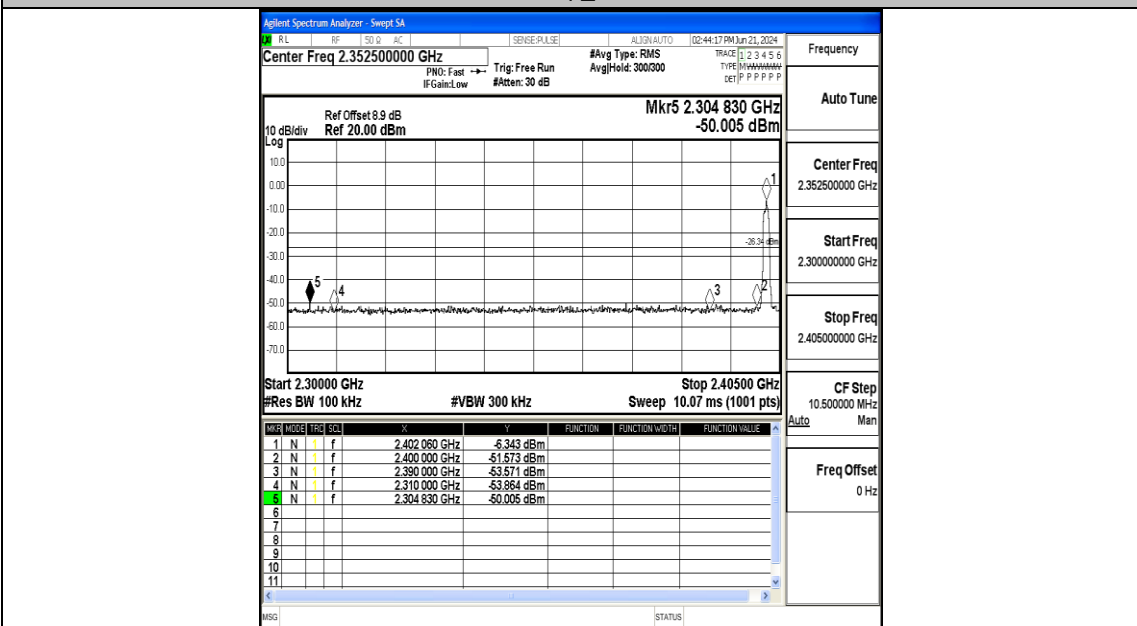 Agilent Spectrum Analyzer - Swept SA
RL RF 50 Ω AC SENSE:PULSE ALIGN AUTO 02:44:17 PM Jun 21, 2024
Center Freq 2.352500000 GHz
PNO: Fast
IFGain:Low
Trig: Free Run
#Atten: 30 dB
#Avg Type: RMS
Avg|Hold: 300/300
TRACE 1 2 3 4 5 6
TYPE M
DET P P P P P P
Frequency
Auto Tune
Center Freq
2.352500000 GHz
Start Freq
2.300000000 GHz
Stop Freq
2.405000000 GHz
CF Step
10.500000 MHz
Auto Man
Freq Offset
0 Hz
Mkr5 2.304 830 GHz
-50.005 dBm
Ref Offset 8.9 dB
10 dB/div Ref 20.00 dBm
Log
10.0
0.00
-10.0
-20.0
-30.0
-40.0
-50.0
-60.0
-70.0
1
-26.34 dBm
5
4
3
2
Start 2.30000 GHz Stop 2.40500 GHz
#Res BW 100 kHz #VBW 300 kHz Sweep 10.07 ms (1001 pts)
MKR MODE TRC SCL X Y FUNCTION FUNCTION WIDTH FUNCTION VALUE
1 N 1 f 2.402 060 GHz -6.343 dBm
2 N 1 f 2.400 000 GHz -51.573 dBm
3 N 1 f 2.390 000 GHz -53.571 dBm
4 N 1 f 2.310 000 GHz -53.864 dBm
5 N 1 f 2.304 830 GHz -50.005 dBm
6
7
8
9
10
11
MSG STATUS